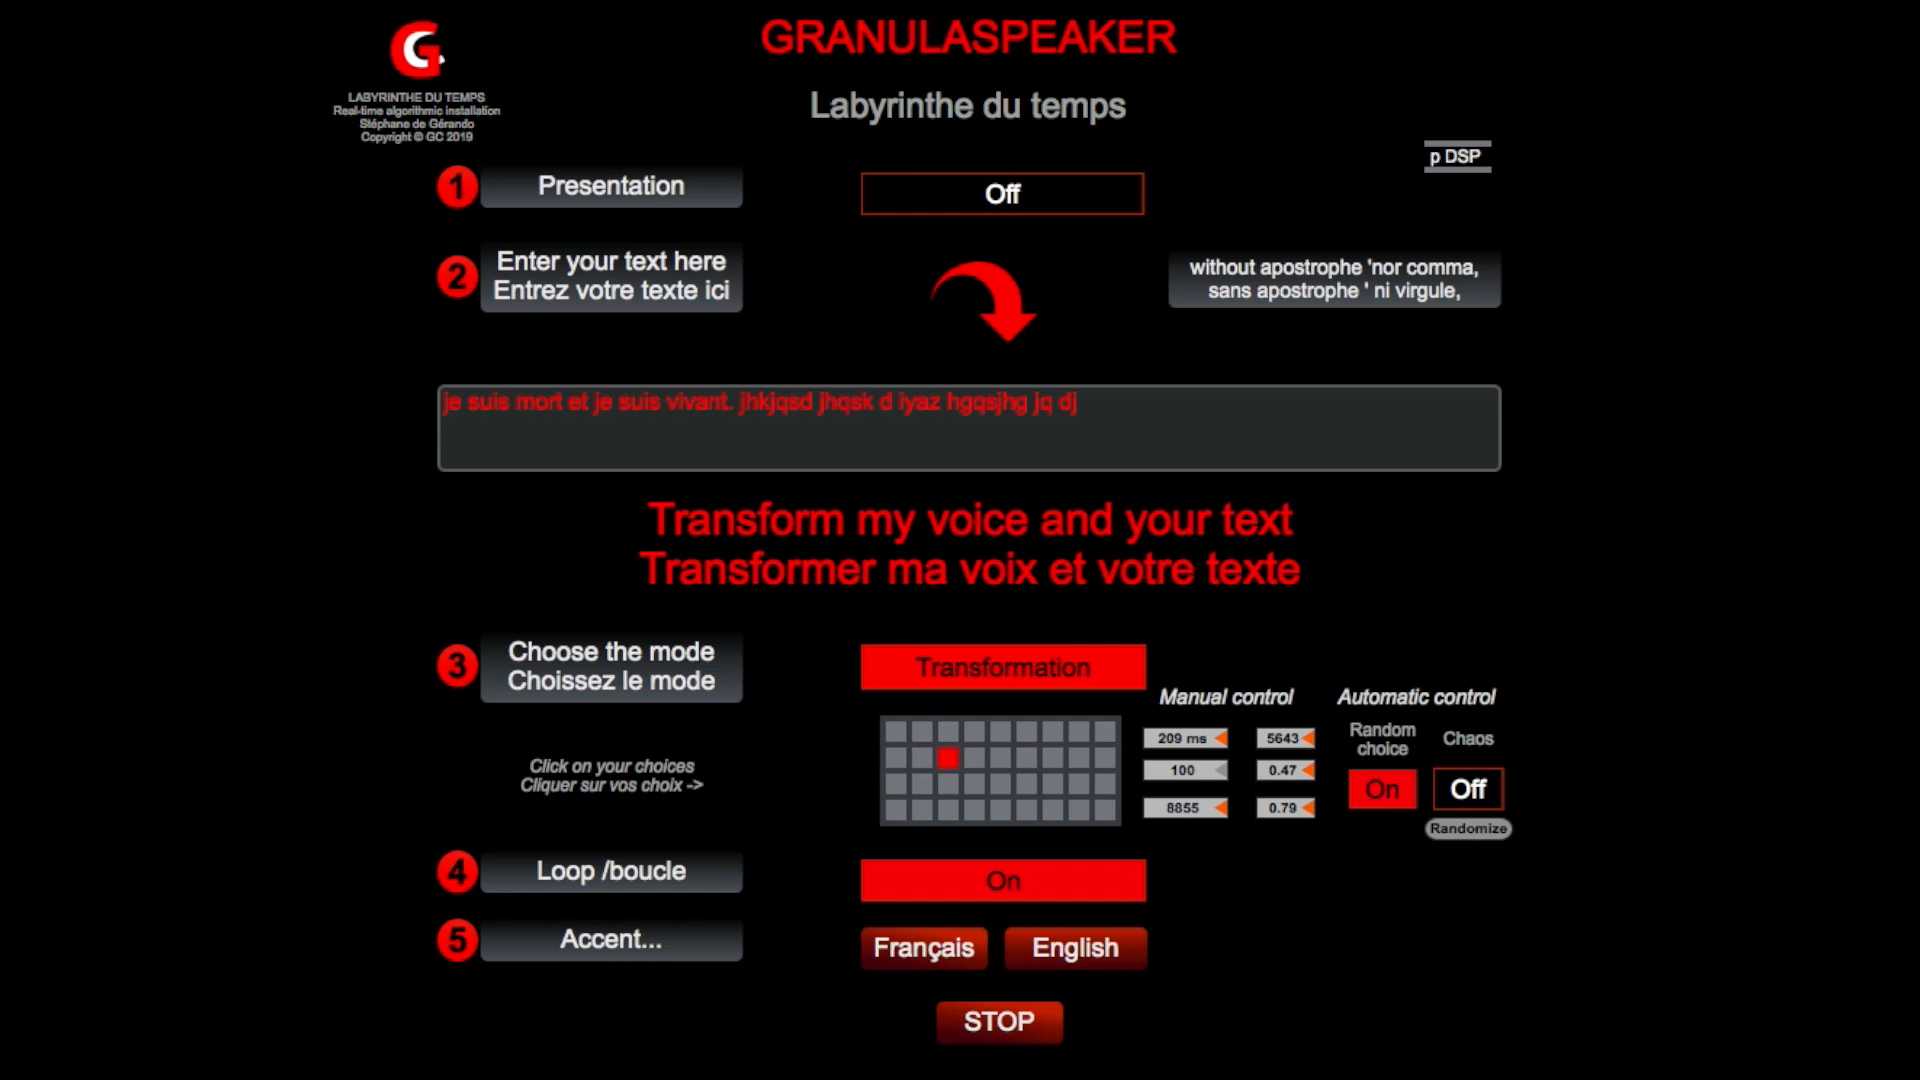 G
GRANULASPEAKER
LABYRINTHE DU TEMPS
Real-time algorithmic installation
Stéphane de Gérando
Copyright © GC 2019
Labyrinthe du temps
p DSP
1 Presentation
Off
2 Enter your text here
Entrez votre texte ici
without apostrophe 'nor comma,
sans apostrophe ' ni virgule,
je suis mort et je suis vivant. jhkjqsd jhqsk d iyaz hgqsjhg jq dj
Transform my voice and your text
Transformer ma voix et votre texte
3 Choose the mode
Choissez le mode
Transformation
Click on your choices
Cliquer sur vos choix ->
Manual control
209 ms 5643
100 0.47
8855 0.79
Automatic control
Random
choice
On
Chaos
Off
Randomize
4 Loop /boucle
On
5 Accent...
Français English
STOP